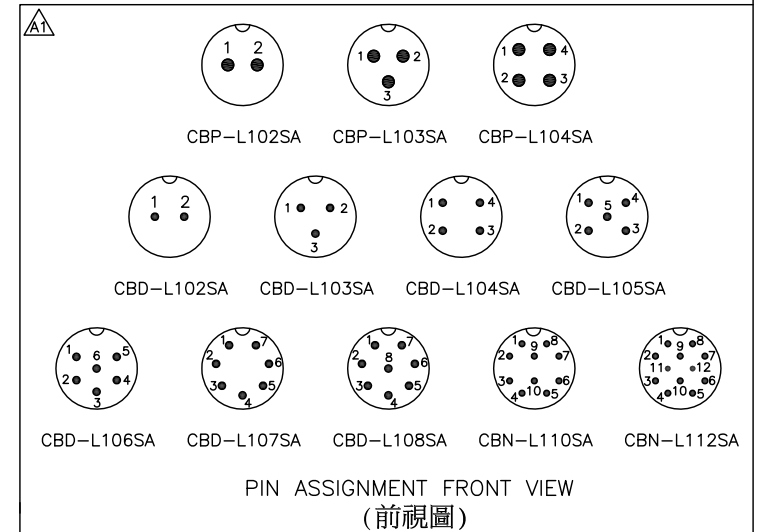 A1
1 2
1 2
3
1 4
2 3
CBP-L102SA CBP-L103SA CBP-L104SA
1 2
1 2
3
1 4
2 3
1 5 4
2 3
CBD-L102SA CBD-L103SA CBD-L104SA CBD-L105SA
1 6 5
2 4
3
1 7
2 6
3 5
4
1 7
2 8 6
3 5
4
1 9 8
2 7
3 6
4 10 5
1 9 8
2 7
11 12
3 6
4 10 5
CBD-L106SA CBD-L107SA CBD-L108SA CBN-L110SA CBN-L112SA
PIN ASSIGNMENT FRONT VIEW
(前視圖)